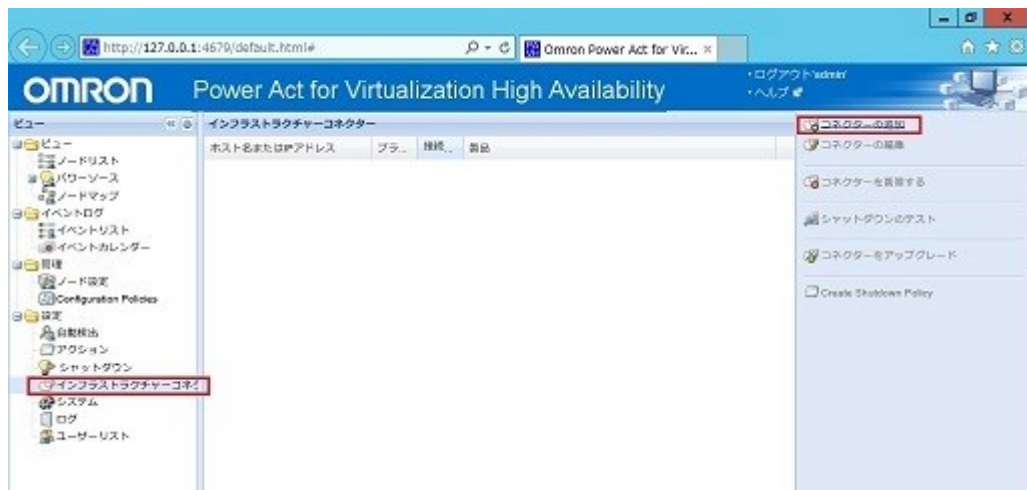 http://127.0.0.1:4679/default.html#
Omron Power Act for Vir...
OMRON
Power Act for Virtualization High Availability
ログアウト'admin'
ヘルプ
ビュー
ビュー
ノードリスト
パワーソース
ノードマップ
イベントログ
イベントリスト
イベントカレンダー
管理
ノード設定
Configuration Policies
設定
自動検出
アクション
シャットダウン
インフラストラクチャーコネク
システム
ログ
ユーザーリスト
インフラストラクチャーコネクター
ホスト名またはIPアドレス プラ... 接続... 製品
コネクターの追加
コネクターの編集
コネクターを削除する
シャットダウンのテスト
コネクターをアップグレード
Create Shutdown Policy